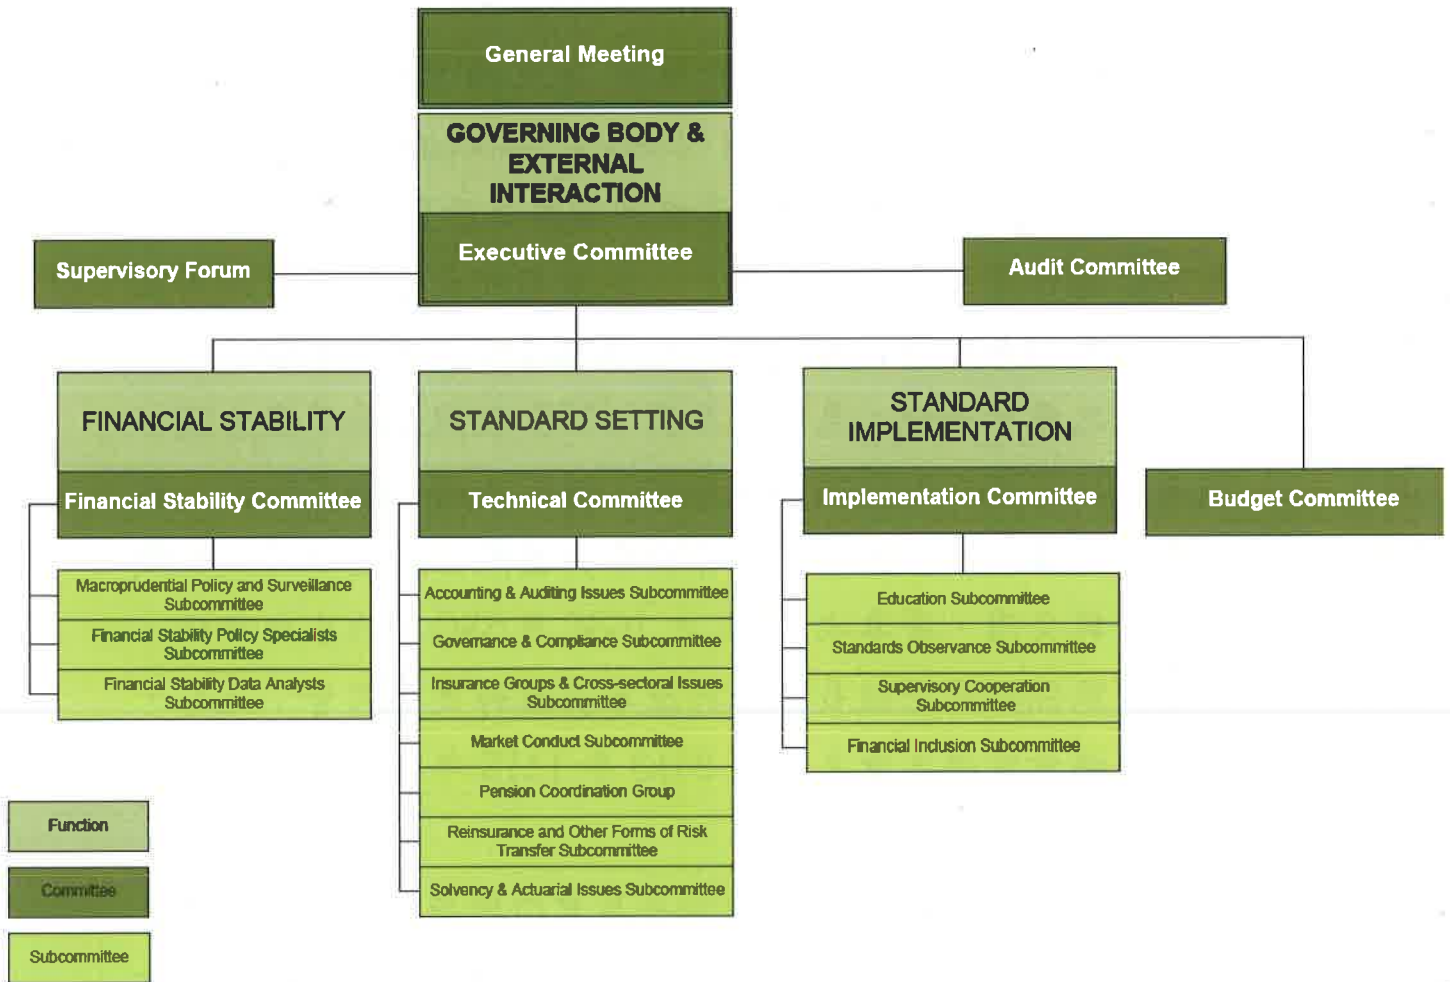 General Meeting
GOVERNING BODY &
EXTERNAL
INTERACTION
Executive Committee
Supervisory Forum
Audit Committee
FINANCIAL STABILITY
Financial Stability Committee
Macroprudential Policy and Surveillance
Subcommittee
Financial Stability Policy Specialists
Subcommittee
Financial Stability Data Analysts
Subcommittee
STANDARD SETTING
Technical Committee
Accounting & Auditing Issues Subcommittee
Governance & Compliance Subcommittee
Insurance Groups & Cross-sectoral Issues
Subcommittee
Market Conduct Subcommittee
Pension Coordination Group
Reinsurance and Other Forms of Risk
Transfer Subcommittee
Solvency & Actuarial Issues Subcommittee
STANDARD
IMPLEMENTATION
Implementation Committee
Education Subcommittee
Standards Observance Subcommittee
Supervisory Cooperation
Subcommittee
Financial Inclusion Subcommittee
Budget Committee
Function
Committee
Subcommittee